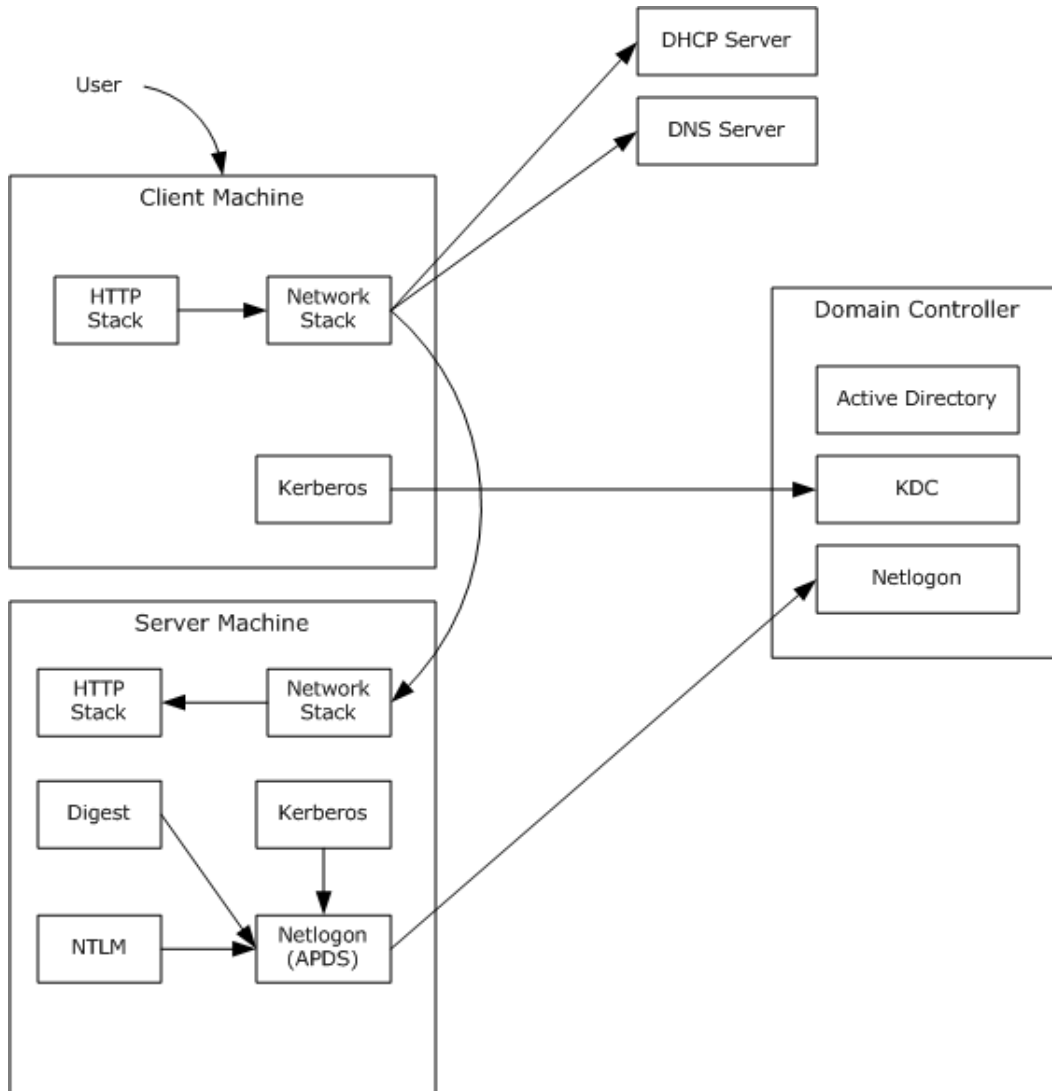 DHCP Server
User
DNS Server
Client Machine
HTTP
Stack
Network
Stack
Domain Controller
Active Directory
Kerberos
KDC
Netlogon
Server Machine
HTTP
Stack
Network
Stack
Digest
Kerberos
NTLM
Netlogon
(APDS)